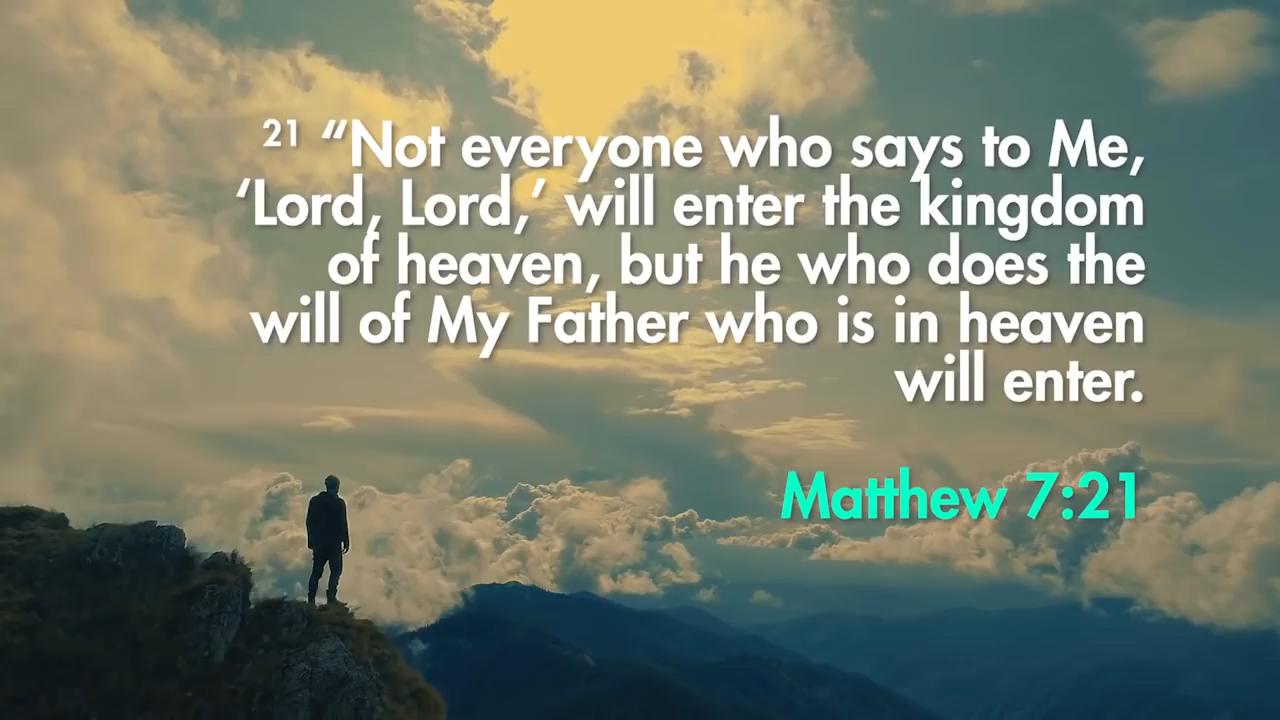 21 “Not everyone who says to Me,
‘Lord, Lord,’ will enter the kingdom
of heaven, but he who does the
will of My Father who is in heaven
will enter.
Matthew 7:21